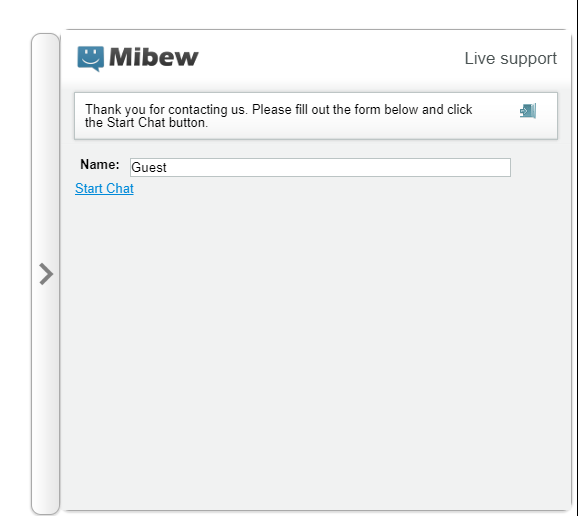 Mibew
Live support
Thank you for contacting us. Please fill out the form below and click
the Start Chat button.
Name: Guest
Start Chat